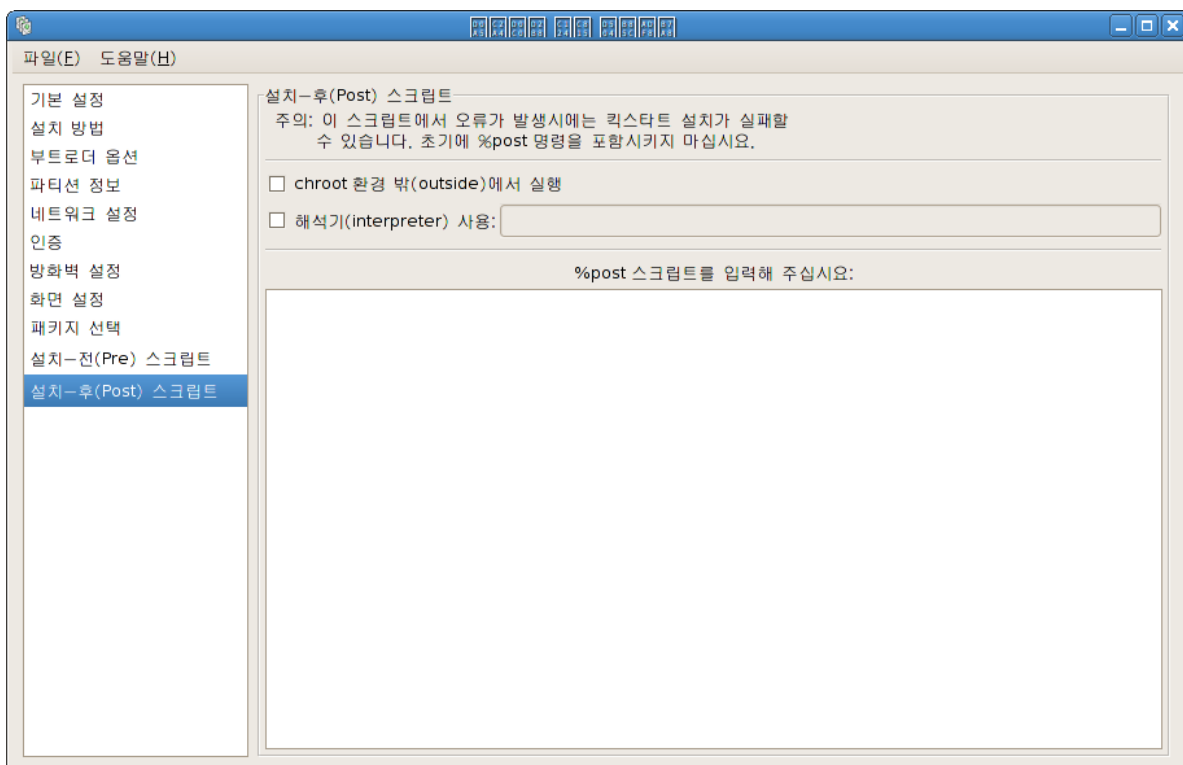 파일(F) 도움말(H)
기본 설정
설치 방법
부트로더 옵션
파티션 정보
네트워크 설정
인증
방화벽 설정
화면 설정
패키지 선택
설치-전(Pre) 스크립트
설치-후(Post) 스크립트
설치-후(Post) 스크립트
주의: 이 스크립트에서 오류가 발생시에는 킥스타트 설치가 실패할
수 있습니다. 초기에 %post 명령을 포함시키지 마십시요.
chroot 환경 밖(outside)에서 실행
해석기(interpreter) 사용:
%post 스크립트를 입력해 주십시요: